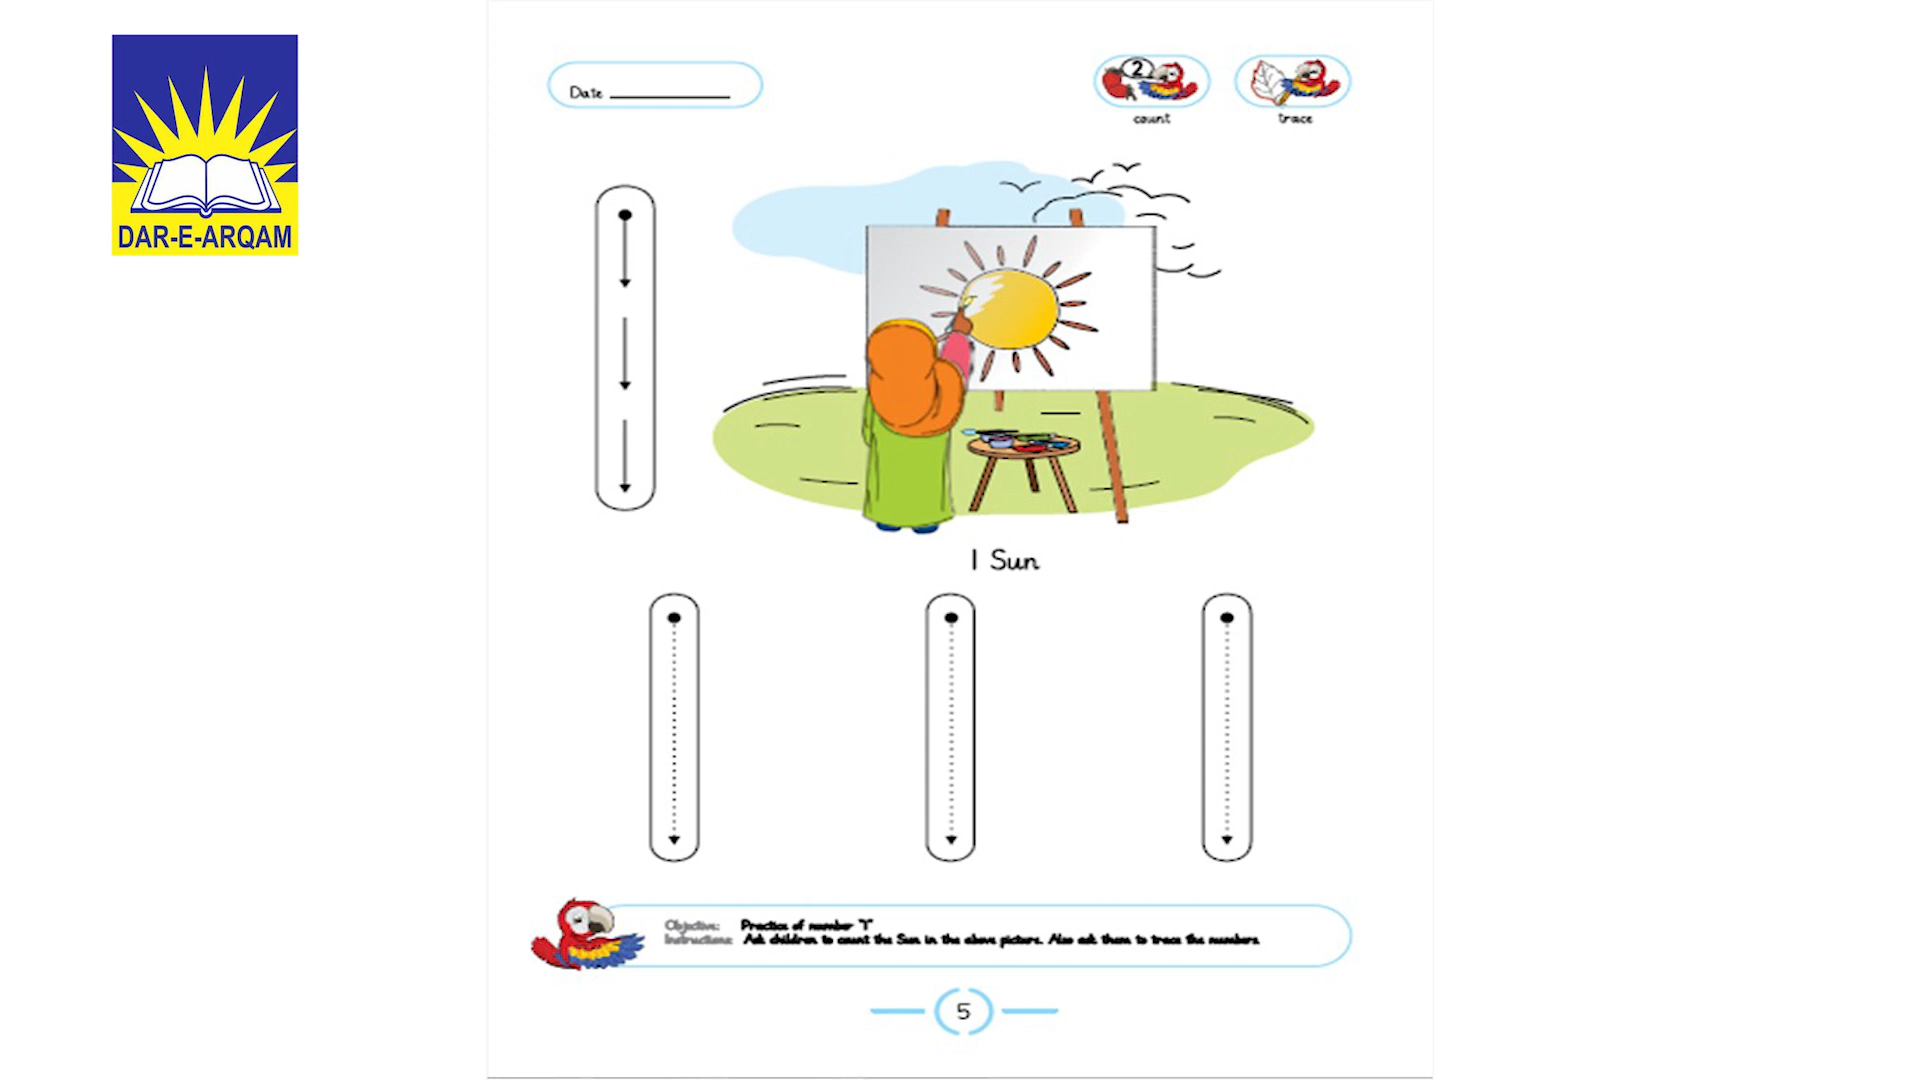 DAR-E-ARQAM
Date
2
count
trace
1 Sun
Objective: Practice of number "1"
Instructions: Ask children to count the Sun in the above picture. Also ask them to trace the numbers.
5